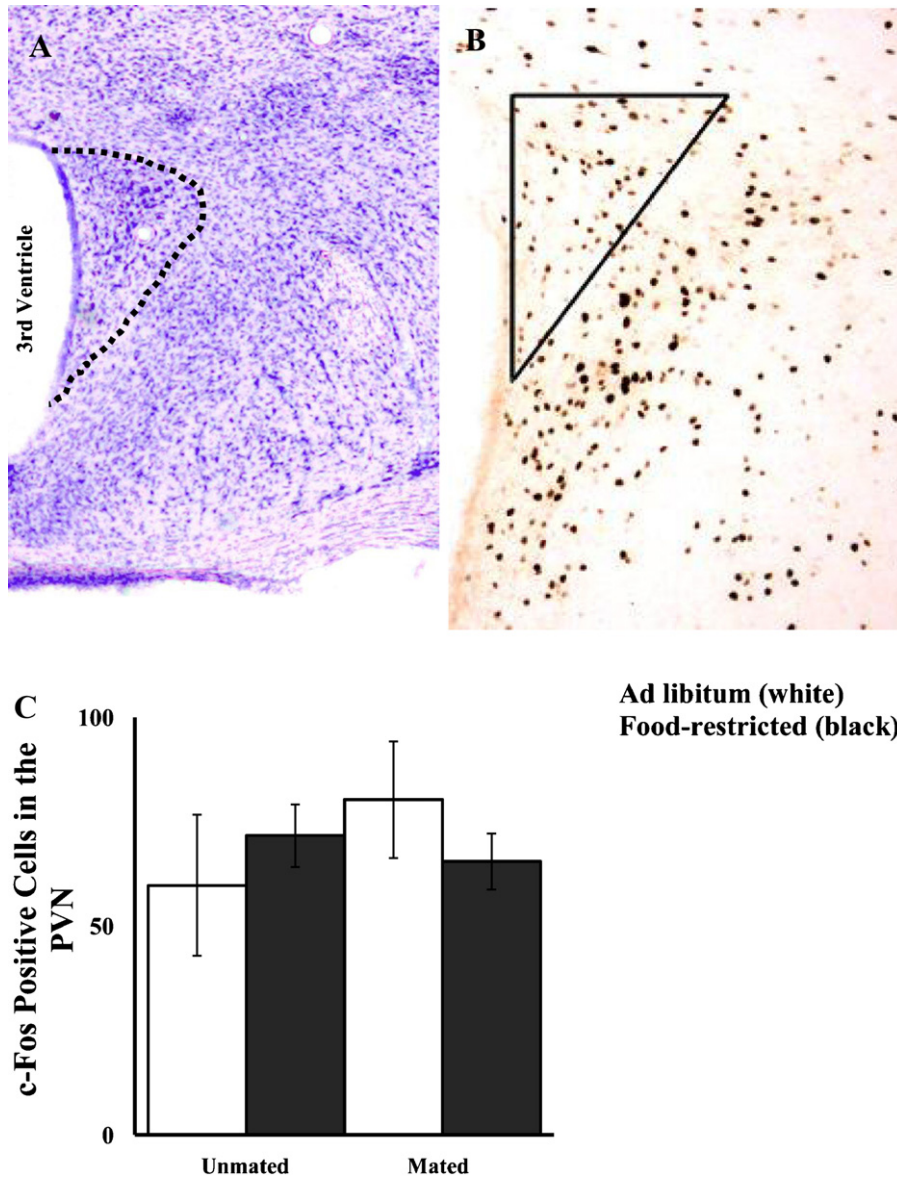 A
B
3rd Ventricle
C
Ad libitum (white)
Food-restricted (black)
c-Fos Positive Cells in the
PVN
100
50
0
Unmated
Mated